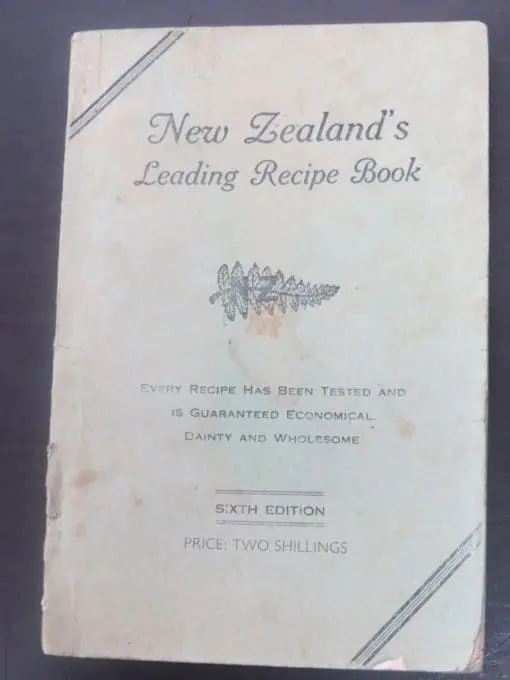 New Zealand's
Leading Recipe Book
NZ
EVERY RECIPE HAS BEEN TESTED AND
IS GUARANTEED ECONOMICAL.
DAINTY AND WHOLESOME
SIXTH EDITION
PRICE: TWO SHILLINGS